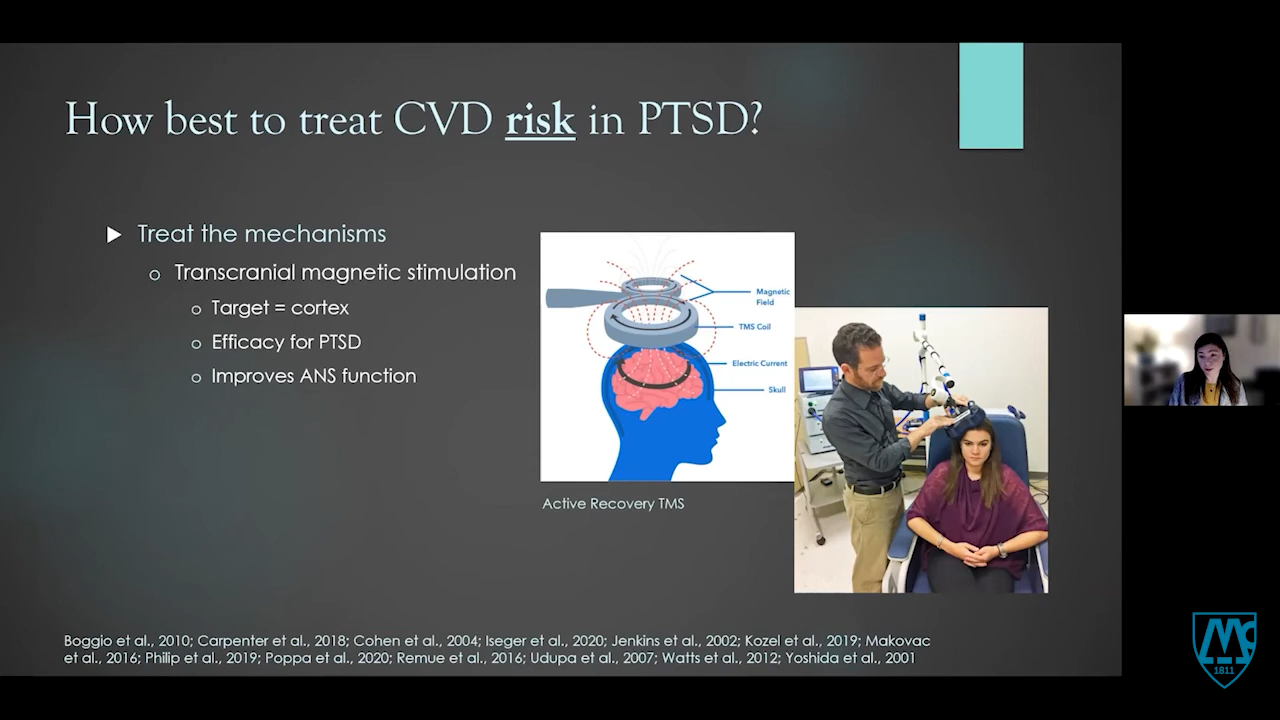 How best to treat CVD risk in PTSD?
Treat the mechanisms
Transcranial magnetic stimulation
Target = cortex
Efficacy for PTSD
Improves ANS function
Magnetic
Field
TMS Coil
Electric Current
Skull
Active Recovery TMS
Boggio et al., 2010; Carpenter et al., 2018; Cohen et al., 2004; Iseger et al., 2020; Jenkins et al., 2002; Kozel et al., 2019; Makovac
et al., 2016; Philip et al., 2019; Poppa et al., 2020; Remue et al., 2016; Udupa et al., 2007; Watts et al., 2012; Yoshida et al., 2001
1811